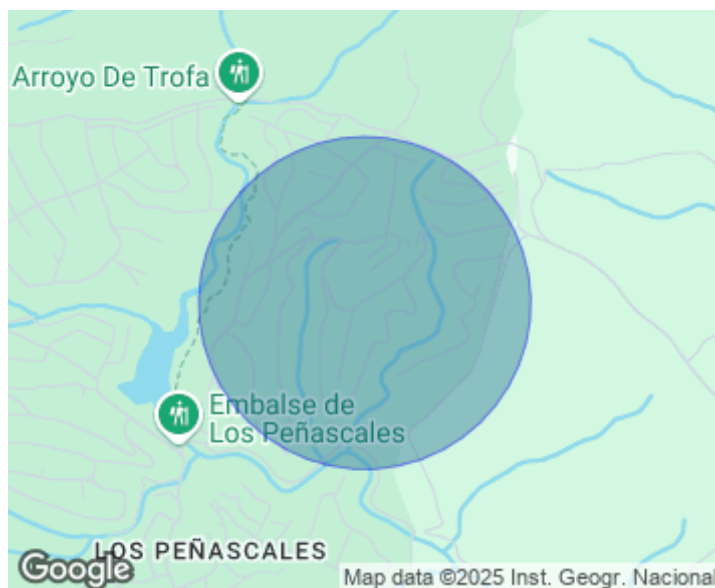 Arroyo De Trofa
Embalse de
Los Peñascales
LOS PEÑASCALES
Google
Map data ©2025 Inst. Geogr. Nacional